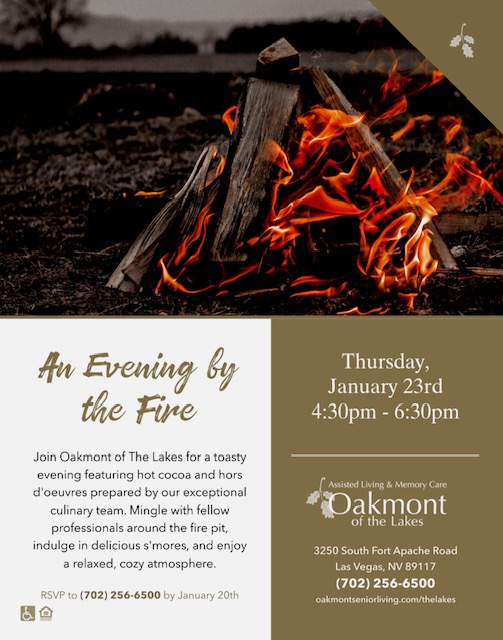 An Evening by
the Fire
Join Oakmont of The Lakes for a toasty
evening featuring hot cocoa and hors
d'oeuvres prepared by our exceptional
culinary team. Mingle with fellow
professionals around the fire pit,
indulge in delicious s'mores, and enjoy
a relaxed, cozy atmosphere.
RSVP to (702) 256-6500 by January 20th
Thursday,
January 23rd
4:30pm - 6:30pm
Assisted Living & Memory Care
Oakmont
of the Lakes
3250 South Fort Apache Road
Las Vegas, NV 89117
(702) 256-6500
oakmontseniorliving.com/thelakes